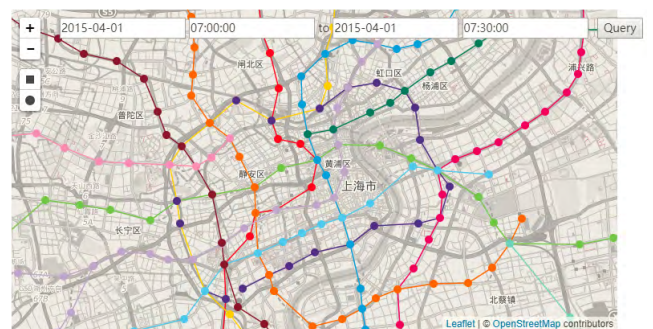 + 2015-04-01 07:00:00 to 2015-04-01 07:30:00 Query
−
闸北区
虹口区
浦兴路
杨浦区
普陀区
黄浦区
静安区
上海市
长宁区
北蔡镇
Leaflet | © OpenStreetMap contributors